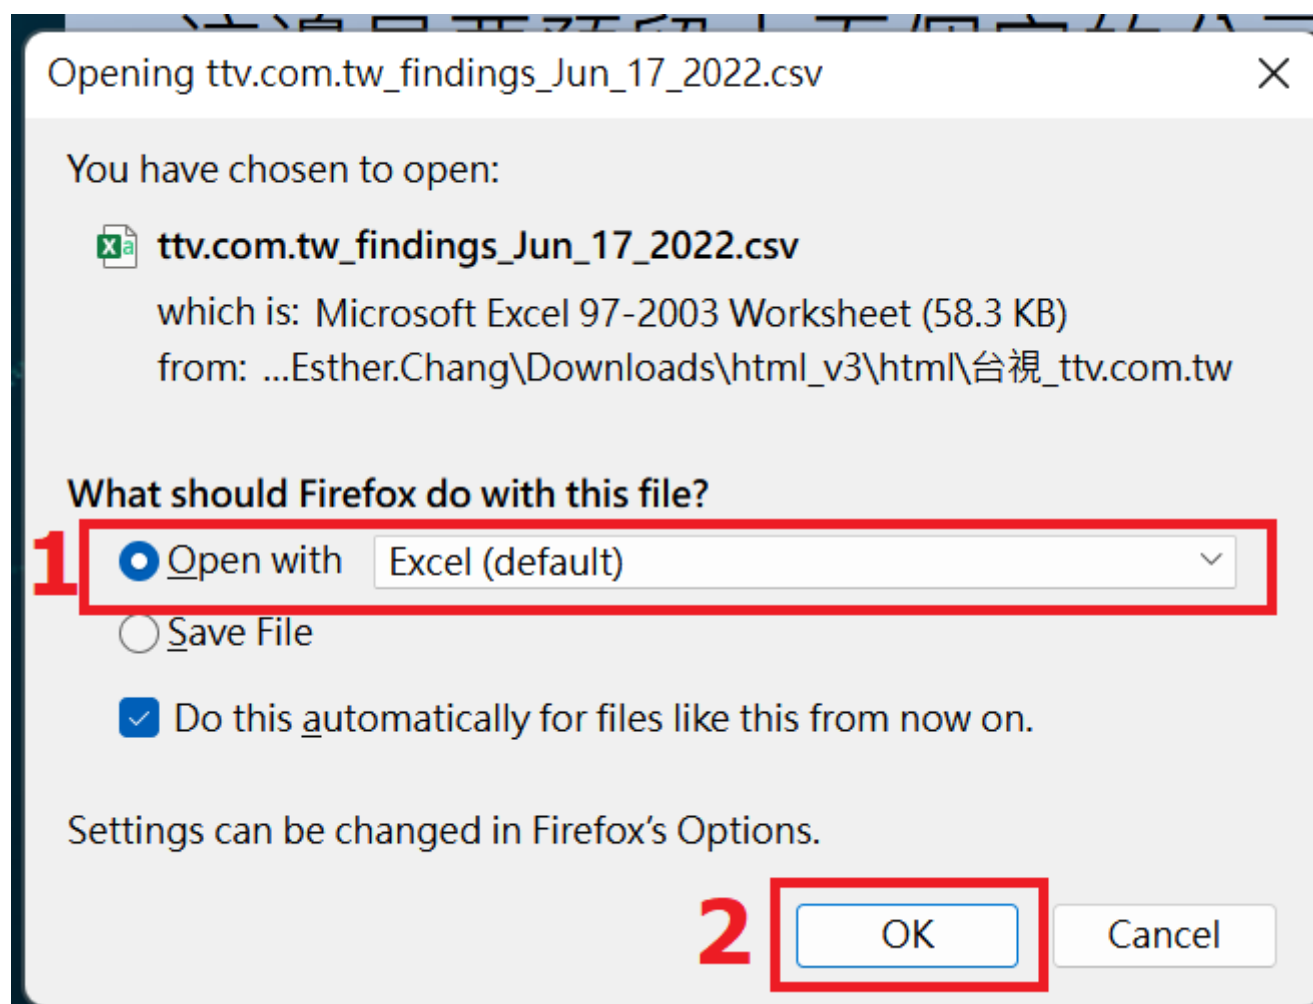 Opening ttv.com.tw_findings_Jun_17_2022.csv
You have chosen to open:
ttv.com.tw_findings_Jun_17_2022.csv
which is: Microsoft Excel 97-2003 Worksheet (58.3 KB)
from: ...Esther.Chang\Downloads\html_v3\html\台視_ttv.com.tw
What should Firefox do with this file?
1 Open with Excel (default)
Save File
Do this automatically for files like this from now on.
Settings can be changed in Firefox’s Options.
2 OK Cancel